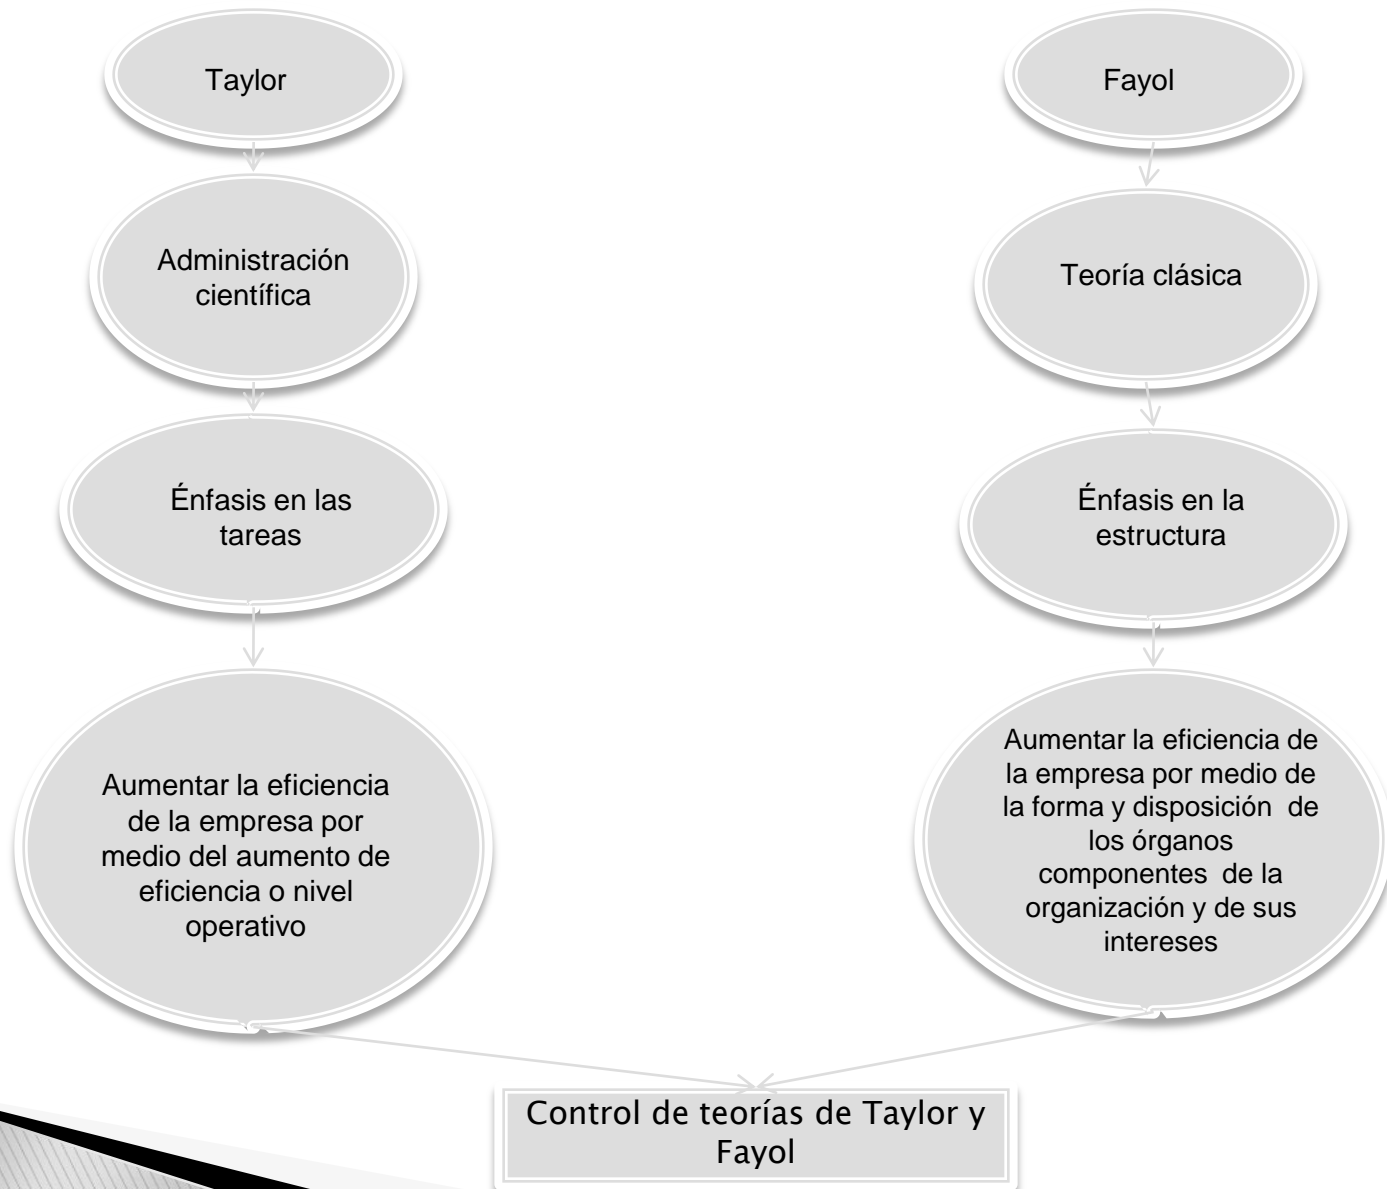 Taylor
Administración
científica
Énfasis en las
tareas
Aumentar la eficiencia
de la empresa por
medio del aumento de
eficiencia o nivel
operativo
Fayol
Teoría clásica
Énfasis en la
estructura
Aumentar la eficiencia de
la empresa por medio de
la forma y disposición de
los órganos
componentes de la
organización y de sus
intereses
Control de teorías de Taylor y
Fayol